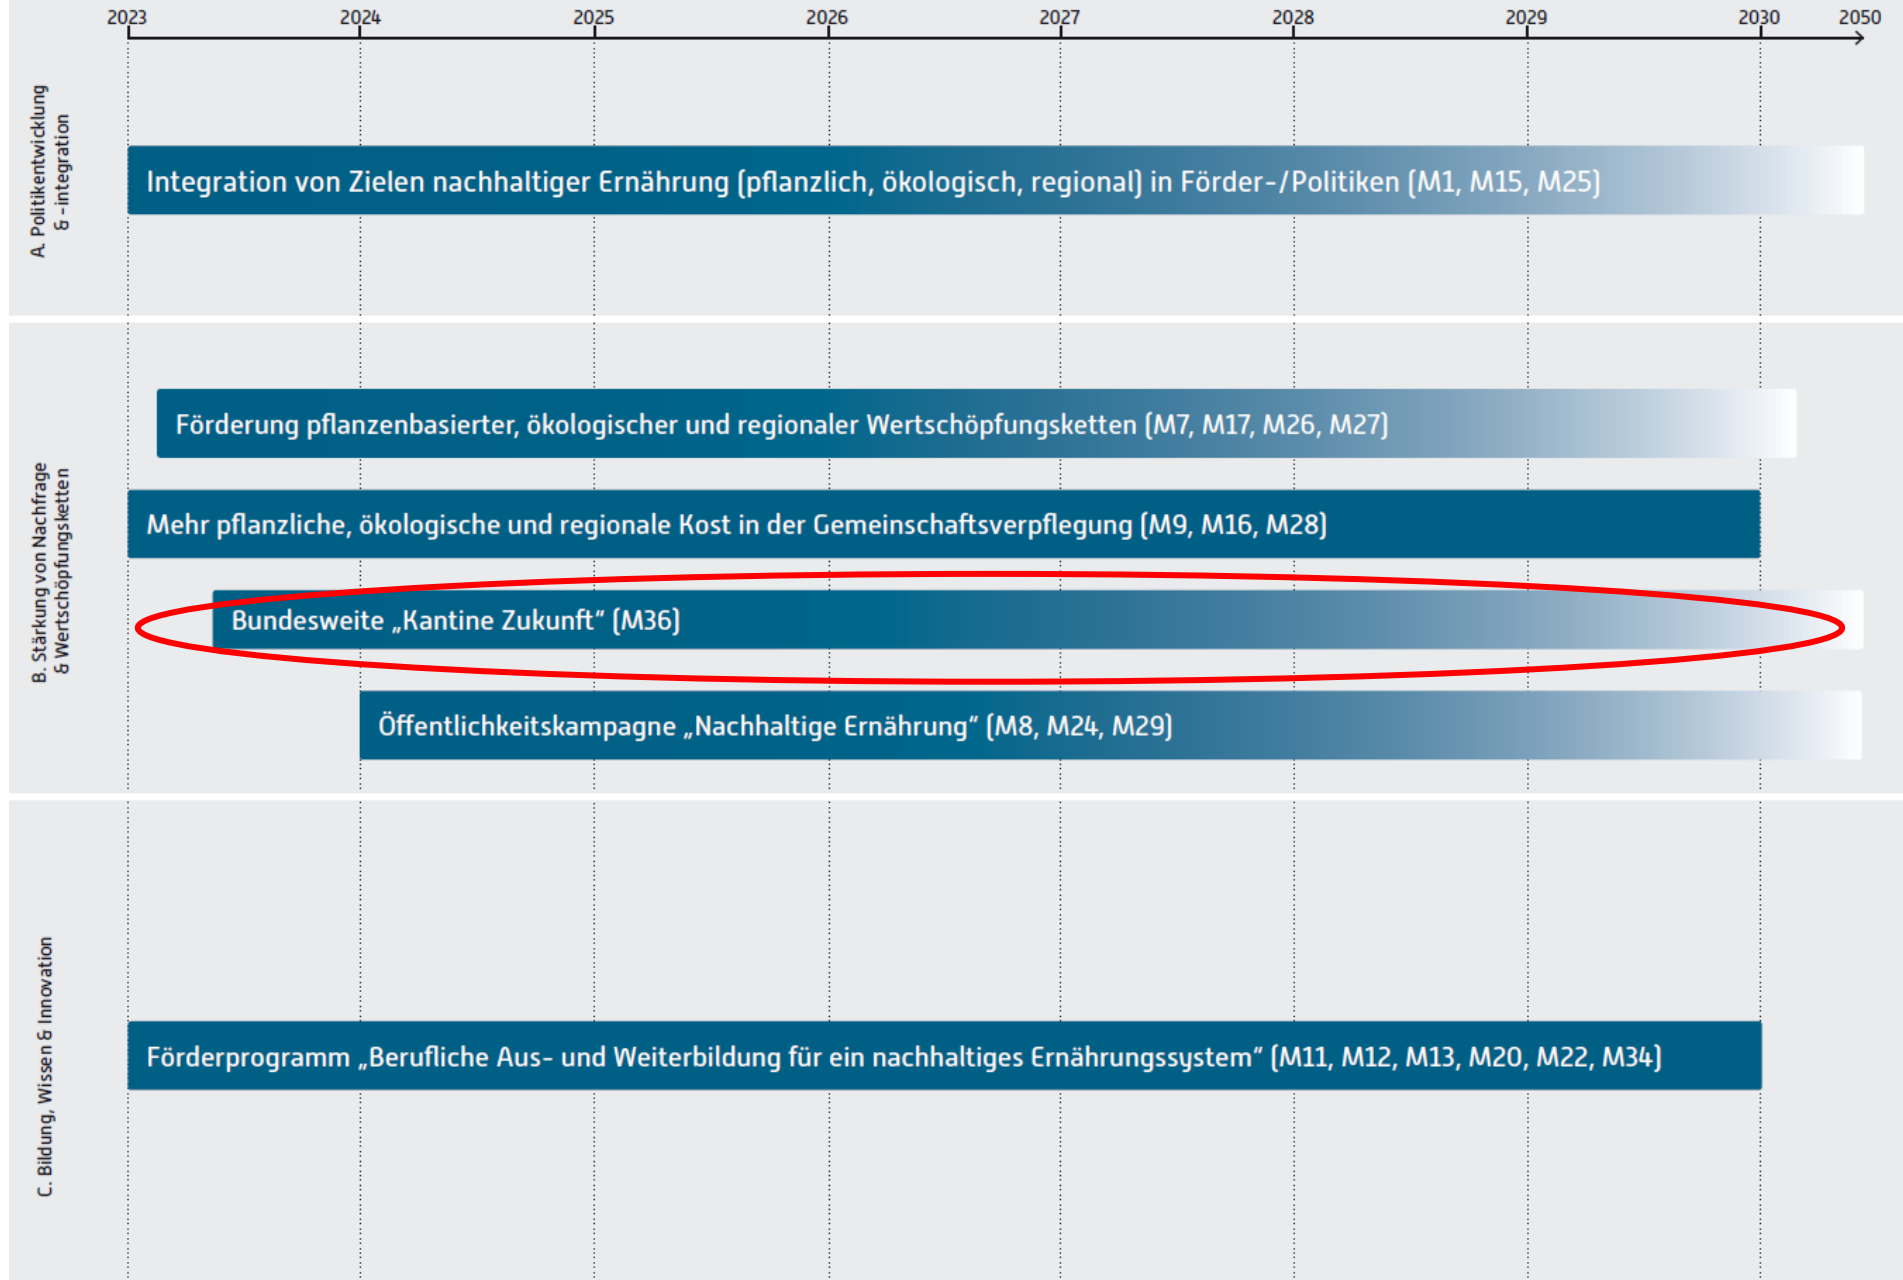 2023 2024 2025 2026 2027 2028 2029 2030 2050
A. Politikentwicklung
& -integration
Integration von Zielen nachhaltiger Ernährung (pflanzlich, ökologisch, regional) in Förder-/Politiken (M1, M15, M25)
B. Stärkung von Nachfrage
& Wertschöpfungsketten
Förderung pflanzenbasierter, ökologischer und regionaler Wertschöpfungsketten (M7, M17, M26, M27)
Mehr pflanzliche, ökologische und regionale Kost in der Gemeinschaftsverpflegung (M9, M16, M28)
Bundesweite „Kantine Zukunft“ (M36)
Öffentlichkeitskampagne „Nachhaltige Ernährung“ (M8, M24, M29)
C. Bildung, Wissen & Innovation
Förderprogramm „Berufliche Aus- und Weiterbildung für ein nachhaltiges Ernährungssystem“ (M11, M12, M13, M20, M22, M34)